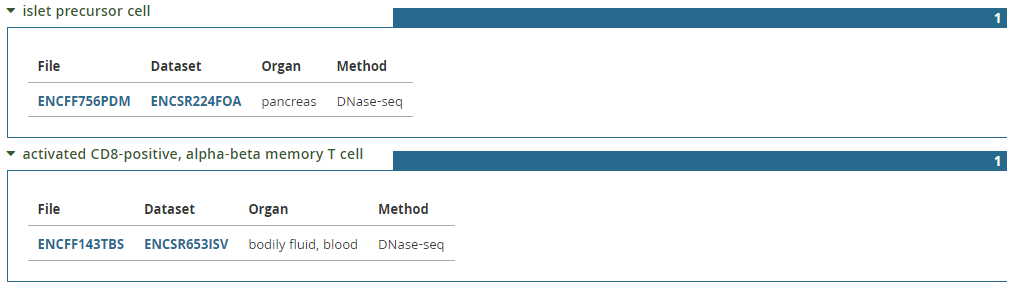 islet precursor cell
1
File Dataset Organ Method
ENCFF756PDM ENCSR224FOA pancreas DNase-seq
activated CD8-positive, alpha-beta memory T cell
1
File Dataset Organ Method
ENCFF143TBS ENCSR653ISV bodily fluid, blood DNase-seq